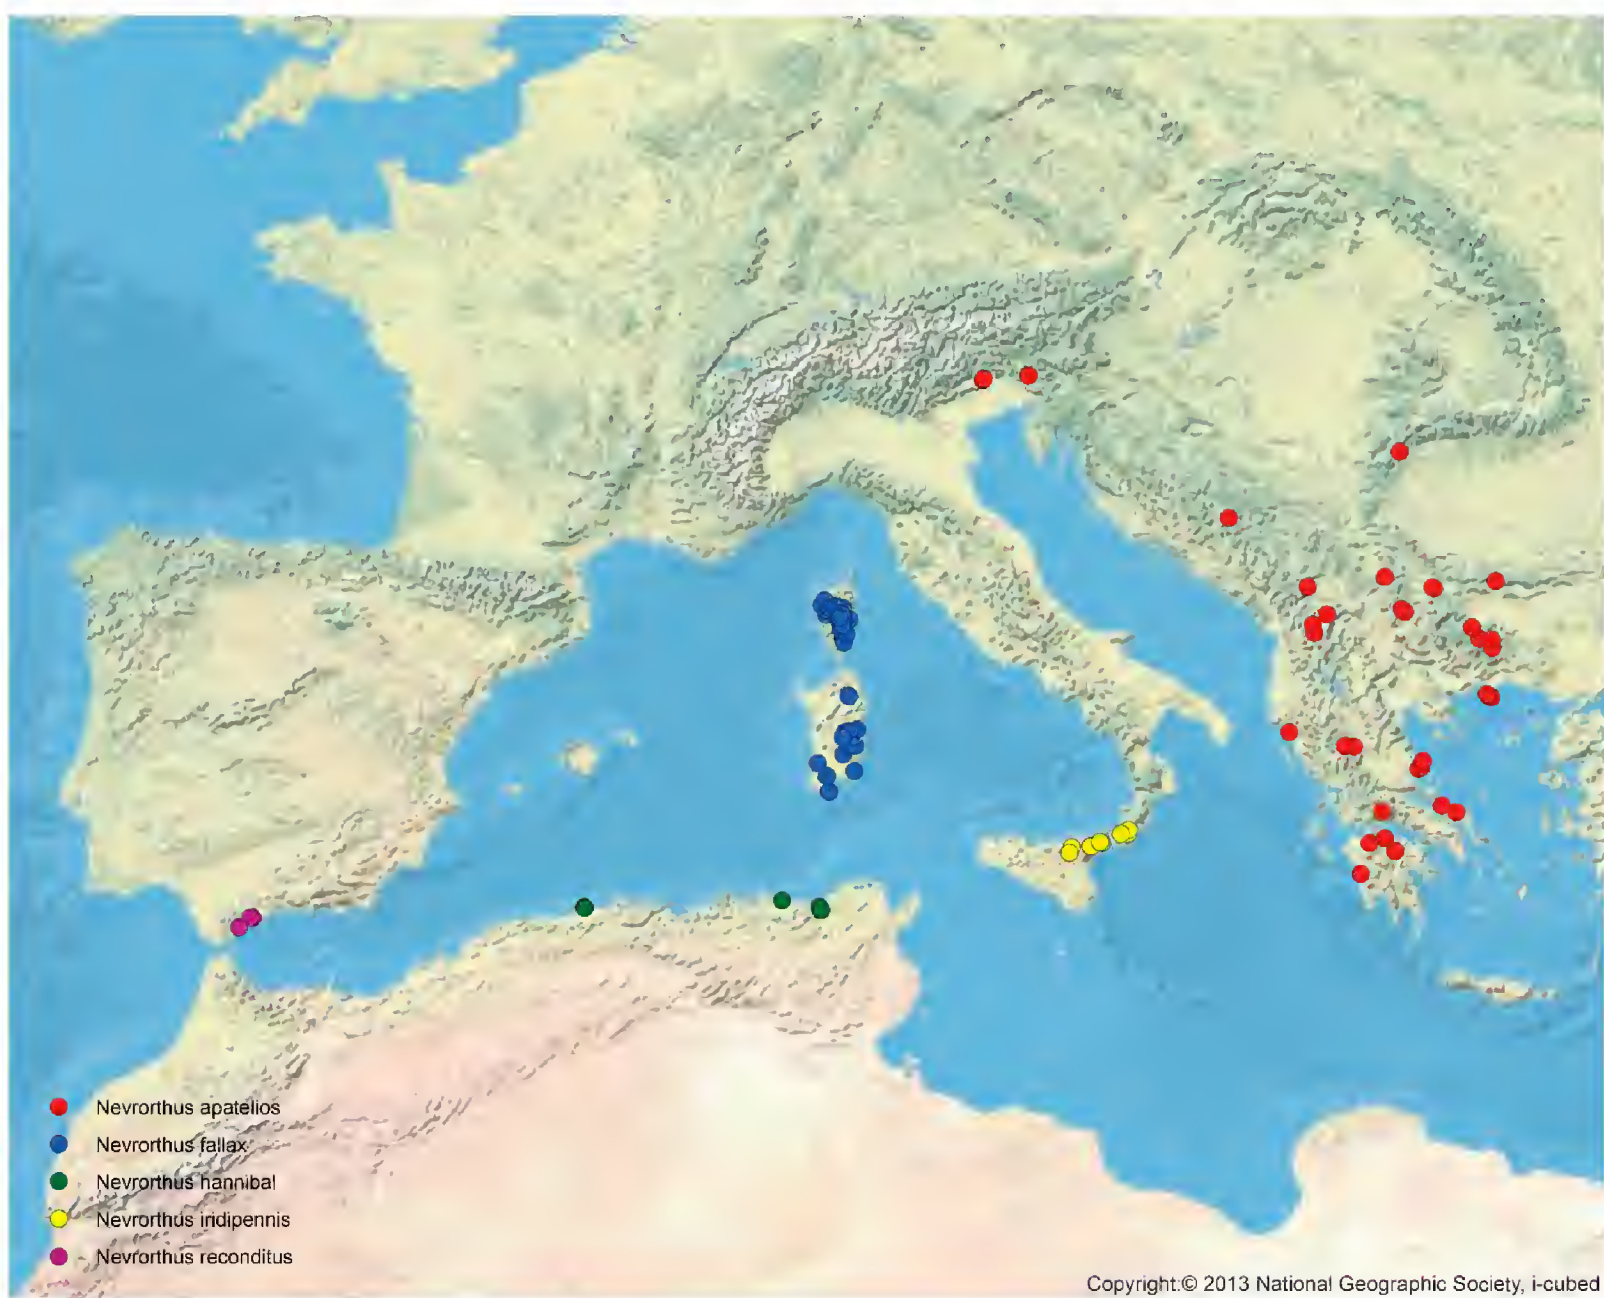 Nevrorthus apatelios
Nevrorthus fallax
Nevrorthus hannibal
Nevrorthus iridipennis
Nevrorthus reconditus
Copyright:© 2013 National Geographic Society, i-cubed